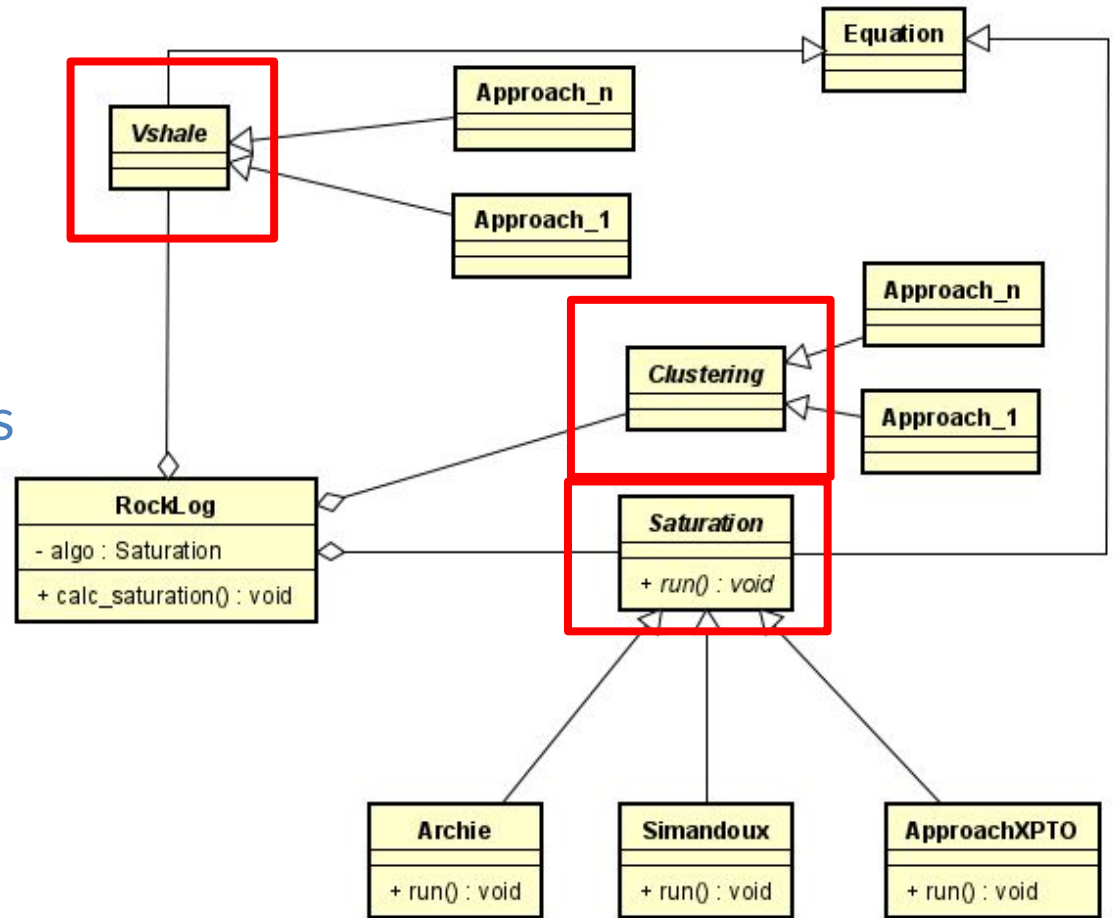 Equation
Vshale
Approach_n
Approach_1
Approach_n
Clustering
Approach_1
s
RockLog
- algo : Saturation
+ calc_saturation() : void
Saturation
+ run() : void
Archie
+ run() : void
Simandoux
+ run() : void
ApproachXPTO
+ run() : void